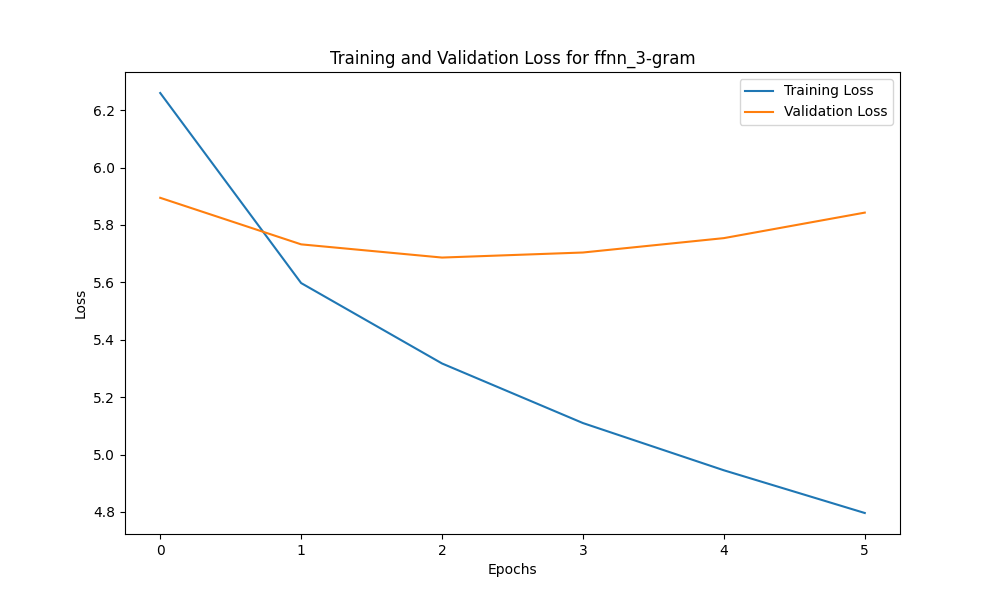 Training and Validation Loss for ffnn_3-gram
Training Loss
Validation Loss
6.2
6.0
5.8
5.6
5.4
5.2
5.0
4.8
Loss
0 1 2 3 4 5
Epochs